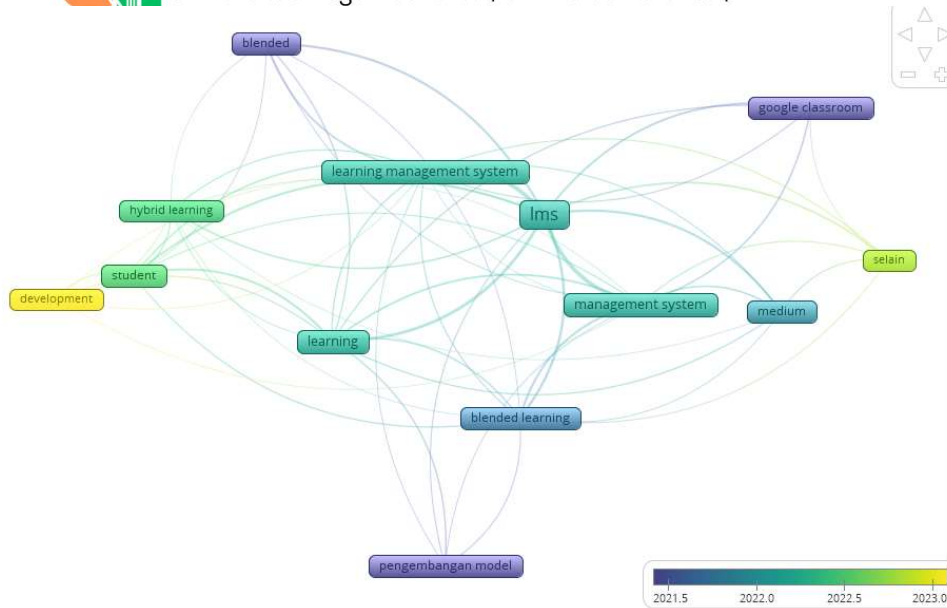 blended
google classroom
learning management system
hybrid learning
lms
selain
student
development
management system
medium
learning
blended learning
pengembangan model
2021.5 2022.0 2022.5 2023.0